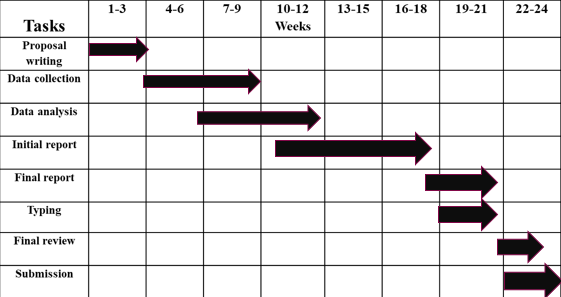 Tasks 1-3 4-6 7-9 10-12 13-15 16-18 19-21 22-24
Weeks
Proposal
writing
Data collection
Data analysis
Initial report
Final report
Typing
Final review
Submission